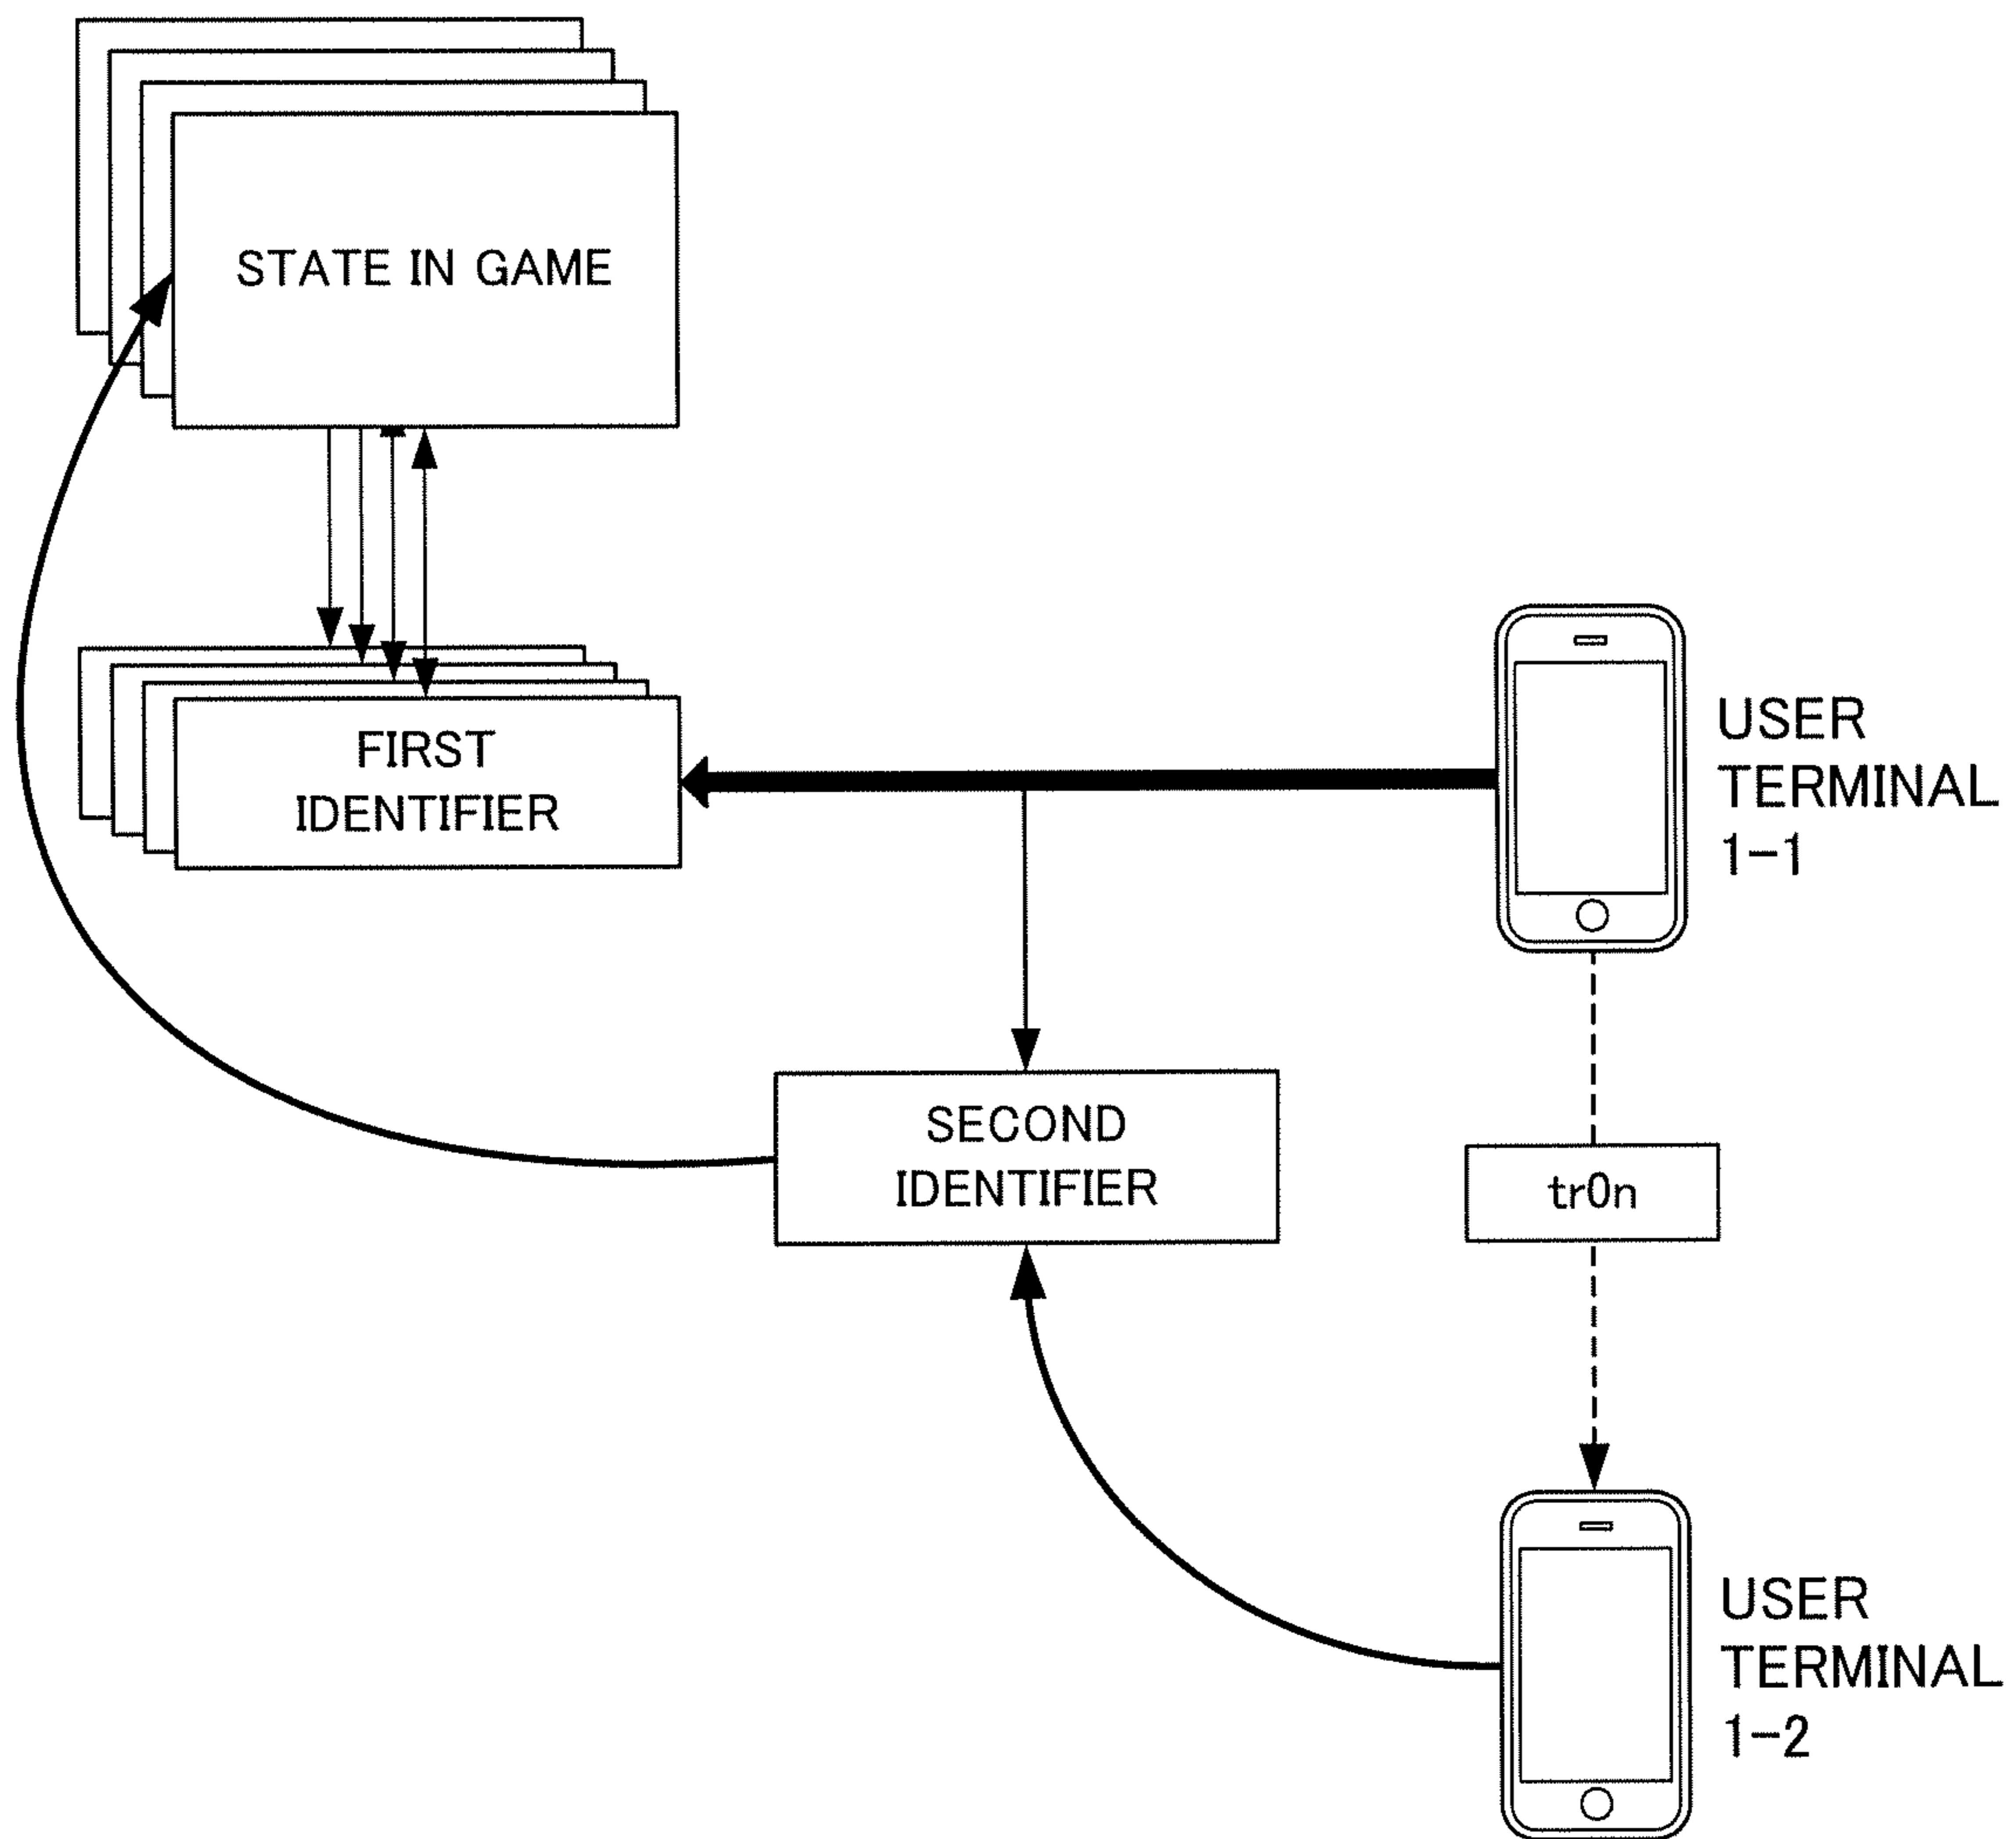 STATE IN GAME
FIRST
IDENTIFIER
USER
TERMINAL
1-1
SECOND
IDENTIFIER
tr0n
USER
TERMINAL
1-2